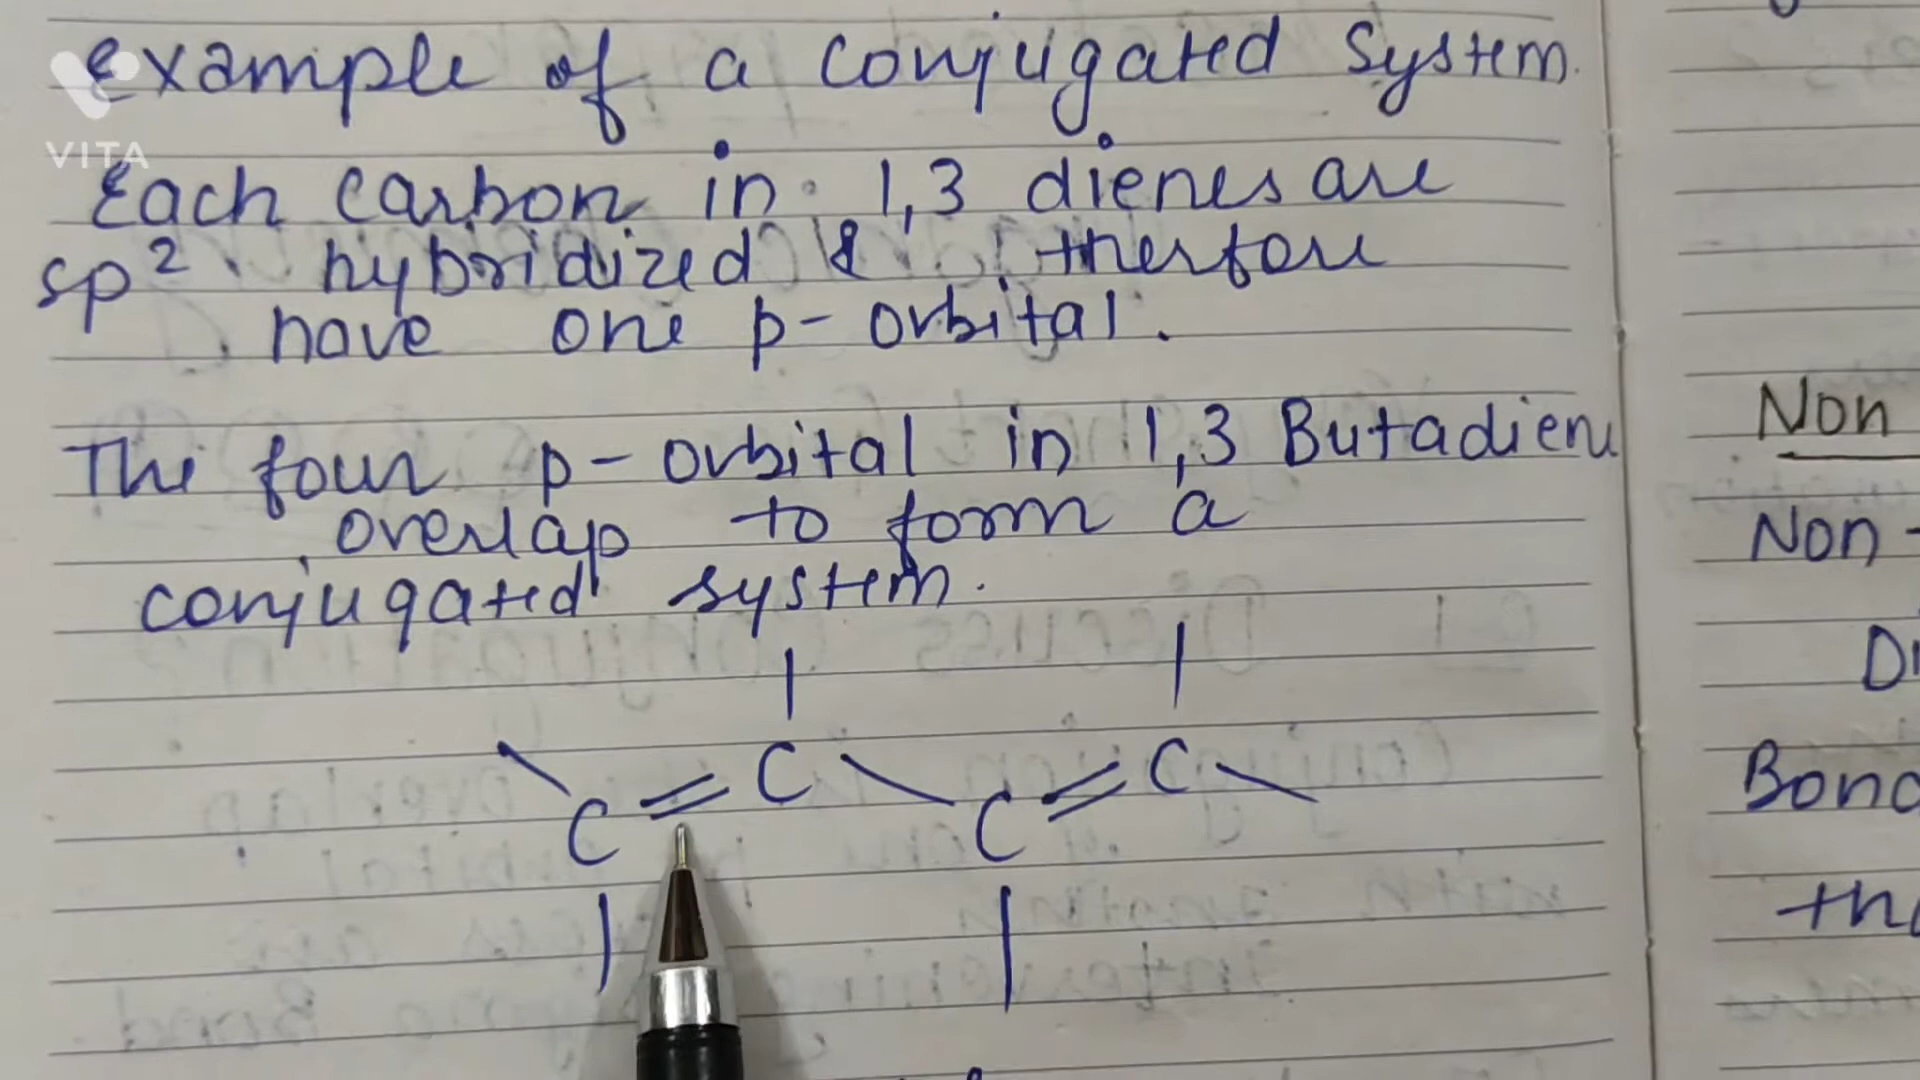 Example of a conjugated system.
VITA
Each carbon in 1,3 dienes are
sp² hybridized & therfore
have one p-orbital.
The four p-orbital in 1,3 Butadiene
overlap to form a
conjugated system.
C = C C = C
Non
Non -
Bond